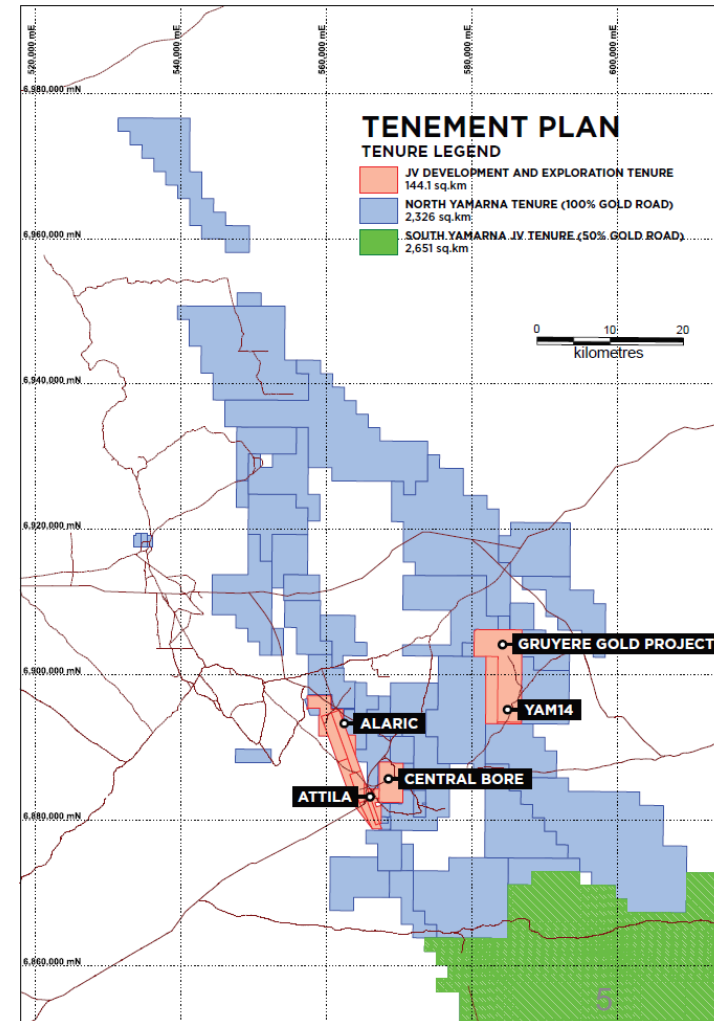 520,000 mE
540,000 mE
560,000 mE
580,000 mE
600,000 mE
6,980,000 mN
TENEMENT PLAN
TENURE LEGEND
JV DEVELOPMENT AND EXPLORATION TENURE
144.1 sq.km
NORTH YAMARNA TENURE (100% GOLD ROAD)
2,326 sq.km
SOUTH YAMARNA JV TENURE (50% GOLD ROAD)
2,651 sq.km
6,960,000 mN
0 10 20
kilometres
6,940,000 mN
6,920,000 mN
GRUYERE GOLD PROJECT
6,900,000 mN
YAM14
ALARIC
CENTRAL BORE
ATTILA
6,880,000 mN
6,860,000 mN
5